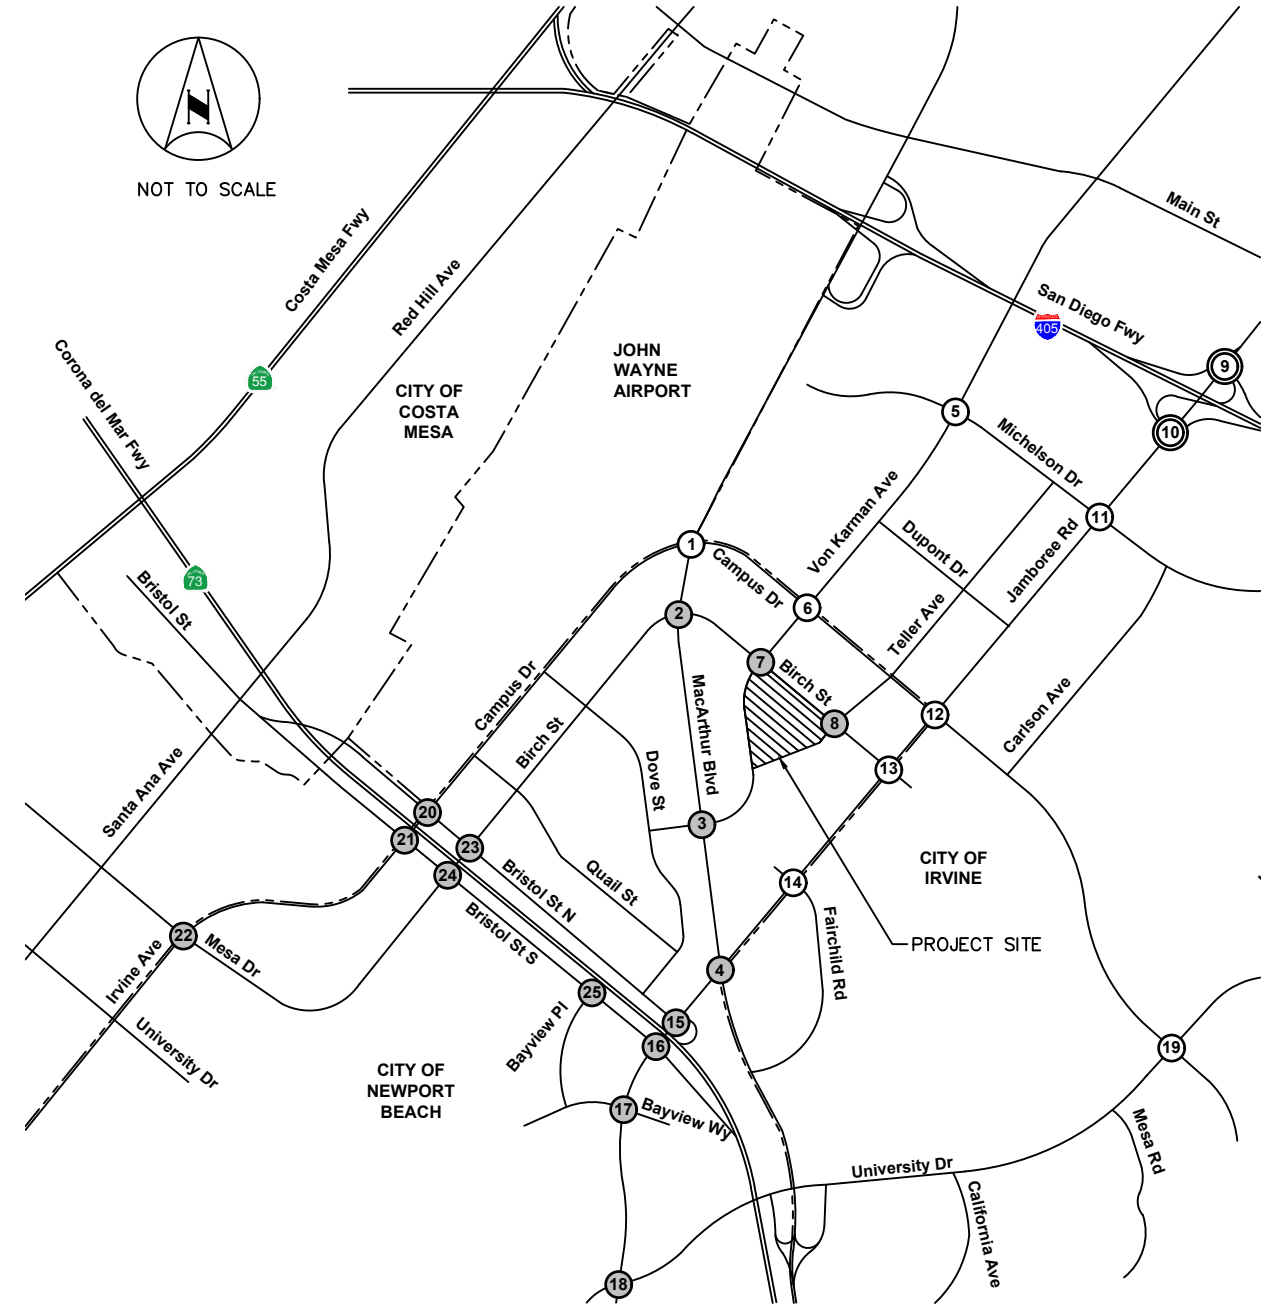 N
NOT TO SCALE
Main St
Costa Mesa Fwy
Red Hill Ave
San Diego Fwy
405
Corona del Mar Fwy
55
JOHN
WAYNE
AIRPORT
CITY OF
COSTA
MESA
9
5
10
Michelson Dr
Von Karman Ave
11
Dupont Dr
Jamboree Rd
1
Campus Dr
73
Bristol St
6
Teller Ave
2
7
Birch St
MacArthur Blvd
Campus Dr
Birch St
8
12
Carlson Ave
Dove St
13
Santa Ana Ave
20
3
21
23
24
Quail St
Bristol St N
14
CITY OF
IRVINE
Bristol St S
Fairchild Rd
PROJECT SITE
22
Mesa Dr
Irvine Ave
4
25
University Dr
Bayview Pl
15
16
19
CITY OF
NEWPORT
BEACH
17
Bayview Wy
Mesa Rd
University Dr
California Ave
18